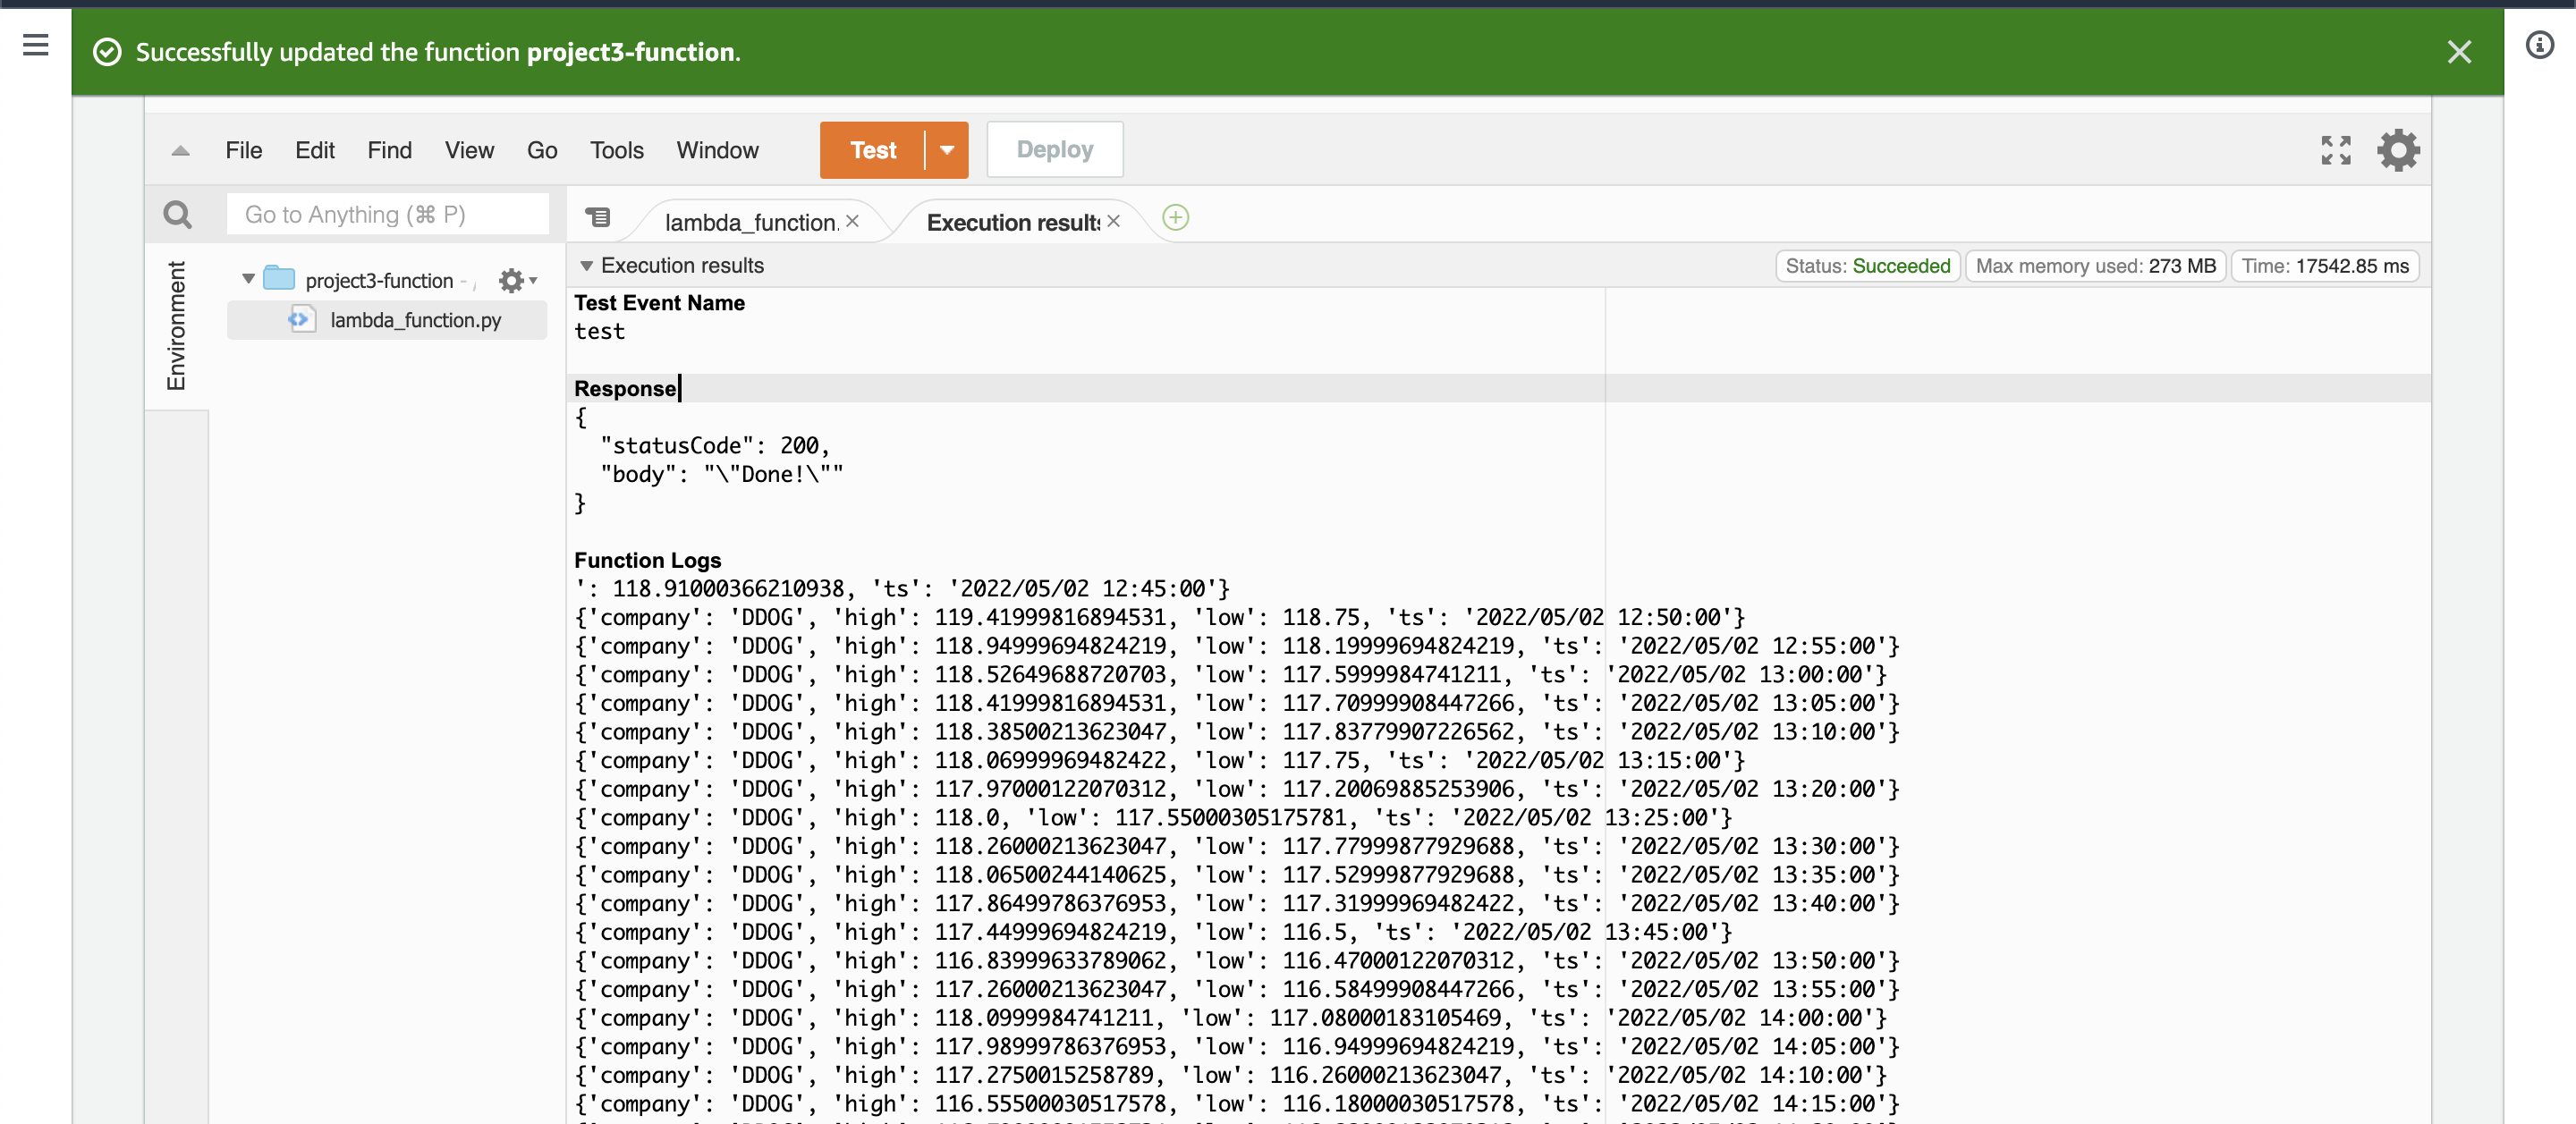 Successfully updated the function project3-function.
File Edit Find View Go Tools Window Test Deploy
Go to Anything (⌘ P)
lambda_function. Execution results
Environment
project3-function - /
lambda_function.py
Execution results
Status: Succeeded Max memory used: 273 MB Time: 17542.85 ms
Test Event Name
test
Response
{
"statusCode": 200,
"body": "\"Done!\""
}
Function Logs
': 118.91000366210938, 'ts': '2022/05/02 12:45:00'}
{'company': 'DDOG', 'high': 119.41999816894531, 'low': 118.75, 'ts': '2022/05/02 12:50:00'}
{'company': 'DDOG', 'high': 118.94999694824219, 'low': 118.19999694824219, 'ts': '2022/05/02 12:55:00'}
{'company': 'DDOG', 'high': 118.52649688720703, 'low': 117.5999984741211, 'ts': '2022/05/02 13:00:00'}
{'company': 'DDOG', 'high': 118.41999816894531, 'low': 117.70999908447266, 'ts': '2022/05/02 13:05:00'}
{'company': 'DDOG', 'high': 118.38500213623047, 'low': 117.83779907226562, 'ts': '2022/05/02 13:10:00'}
{'company': 'DDOG', 'high': 118.06999969482422, 'low': 117.75, 'ts': '2022/05/02 13:15:00'}
{'company': 'DDOG', 'high': 117.97000122070312, 'low': 117.20069885253906, 'ts': '2022/05/02 13:20:00'}
{'company': 'DDOG', 'high': 118.0, 'low': 117.55000305175781, 'ts': '2022/05/02 13:25:00'}
{'company': 'DDOG', 'high': 118.26000213623047, 'low': 117.77999877929688, 'ts': '2022/05/02 13:30:00'}
{'company': 'DDOG', 'high': 118.06500244140625, 'low': 117.52999877929688, 'ts': '2022/05/02 13:35:00'}
{'company': 'DDOG', 'high': 117.86499786376953, 'low': 117.31999969482422, 'ts': '2022/05/02 13:40:00'}
{'company': 'DDOG', 'high': 117.44999694824219, 'low': 116.5, 'ts': '2022/05/02 13:45:00'}
{'company': 'DDOG', 'high': 116.83999633789062, 'low': 116.47000122070312, 'ts': '2022/05/02 13:50:00'}
{'company': 'DDOG', 'high': 117.26000213623047, 'low': 116.58499908447266, 'ts': '2022/05/02 13:55:00'}
{'company': 'DDOG', 'high': 118.0999984741211, 'low': 117.08000183105469, 'ts': '2022/05/02 14:00:00'}
{'company': 'DDOG', 'high': 117.98999786376953, 'low': 116.94999694824219, 'ts': '2022/05/02 14:05:00'}
{'company': 'DDOG', 'high': 117.2750015258789, 'low': 116.26000213623047, 'ts': '2022/05/02 14:10:00'}
{'company': 'DDOG', 'high': 116.55500030517578, 'low': 116.18000030517578, 'ts': '2022/05/02 14:15:00'}